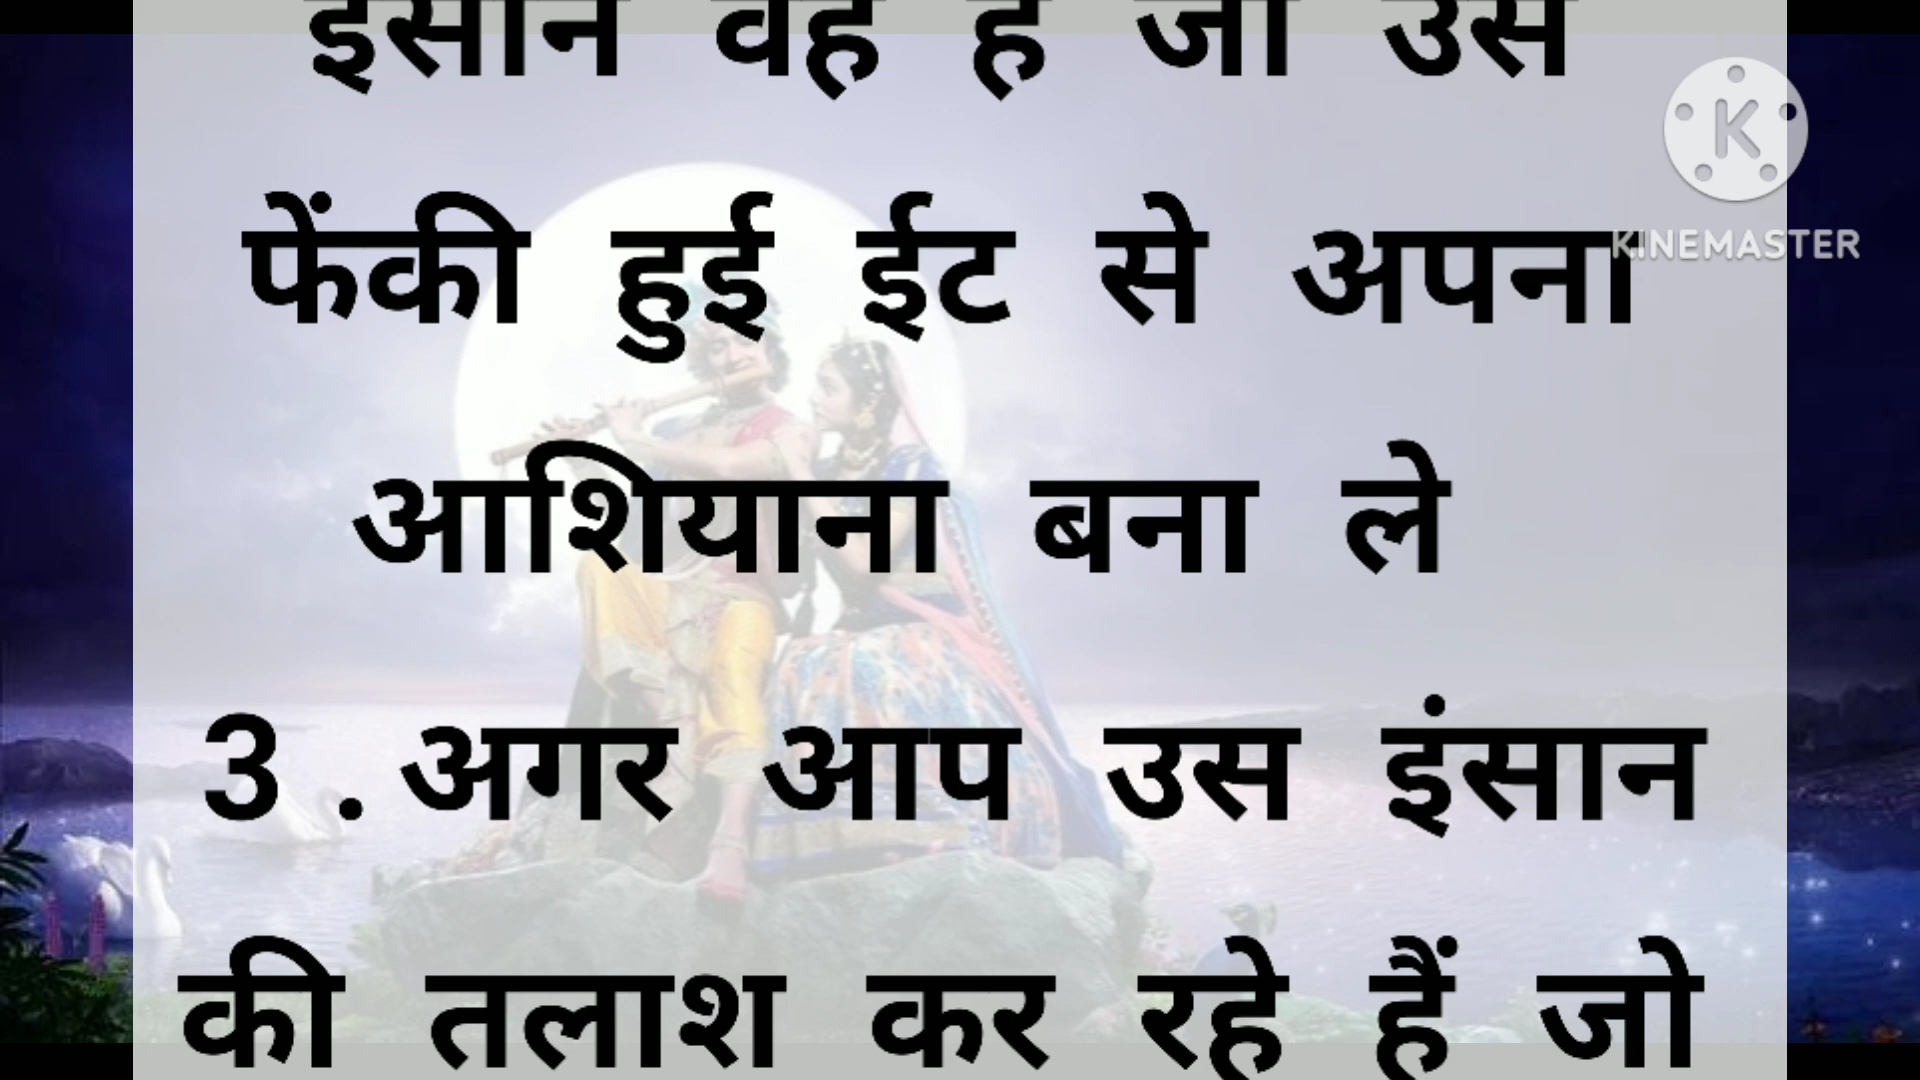 इंसान वह है जो उस
फेंकी हुई ईट से अपना
आशियाना बना ले
3 . अगर आप उस इंसान
की तलाश कर रहे हैं जो
K
KINEMASTER